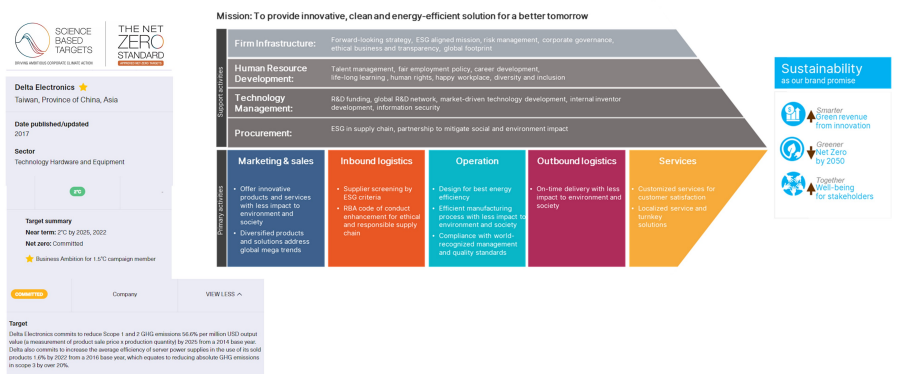 SCIENCE
BASED
TARGETS
DRIVING AMBITIOUS CORPORATE CLIMATE ACTION
THE NET
ZERO
STANDARD
APPROVED NET ZERO TARGETS
Delta Electronics
Taiwan, Province of China, Asia
Date published/updated
2017
Sector
Technology Hardware and Equipment
2°C
-
Target summary
Near term: 2°C by 2025, 2022
Net zero: Committed
Business Ambition for 1.5°C campaign member
COMMITTED
Company
VIEW LESS
Target
Delta Electronics commits to reduce Scope 1 and 2 GHG emissions 56.6% per million USD output
value (a measurement of product sale price x production quantity) by 2025 from a 2014 base year.
Delta also commits to increase the average efficiency of server power supplies in the use of its sold
products 1.6% by 2022 from a 2016 base year, which equates to reducing absolute GHG emissions
in scope 3 by over 20%.
Mission: To provide innovative, clean and energy-efficient solution for a better tomorrow
Support activities
Firm Infrastructure:
Forward-looking strategy, ESG aligned mission, risk management, corporate governance,
ethical business and transparency, global footprint
Human Resource
Development:
Talent management, fair employment policy, career development,
life-long learning , human rights, happy workplace, diversity and inclusion
Technology
Management:
R&D funding, global R&D network, market-driven technology development, internal inventor
development, information security
Procurement:
ESG in supply chain, partnership to mitigate social and environment impact
Primary activities
Marketing & sales
• Offer innovative
products and services
with less impact to
environment and
society
• Diversified products
and solutions address
global mega trends
Inbound logistics
• Supplier screening by
ESG criteria
• RBA code of conduct
enhancement for ethical
and responsible supply
chain
Operation
• Design for best energy
efficiency
• Efficient manufacturing
process with less impact to
environment and society
• Compliance with world-
recognized management
and quality standards
Outbound logistics
• On-time delivery with less
impact to environment and
society
Services
• Customized services for
customer satisfaction
• Localized service and
turnkey
solutions
Sustainability
as our brand promise
Smarter
Green revenue
from innovation
Greener
Net Zero
by 2050
Together
Well-being
for stakeholders